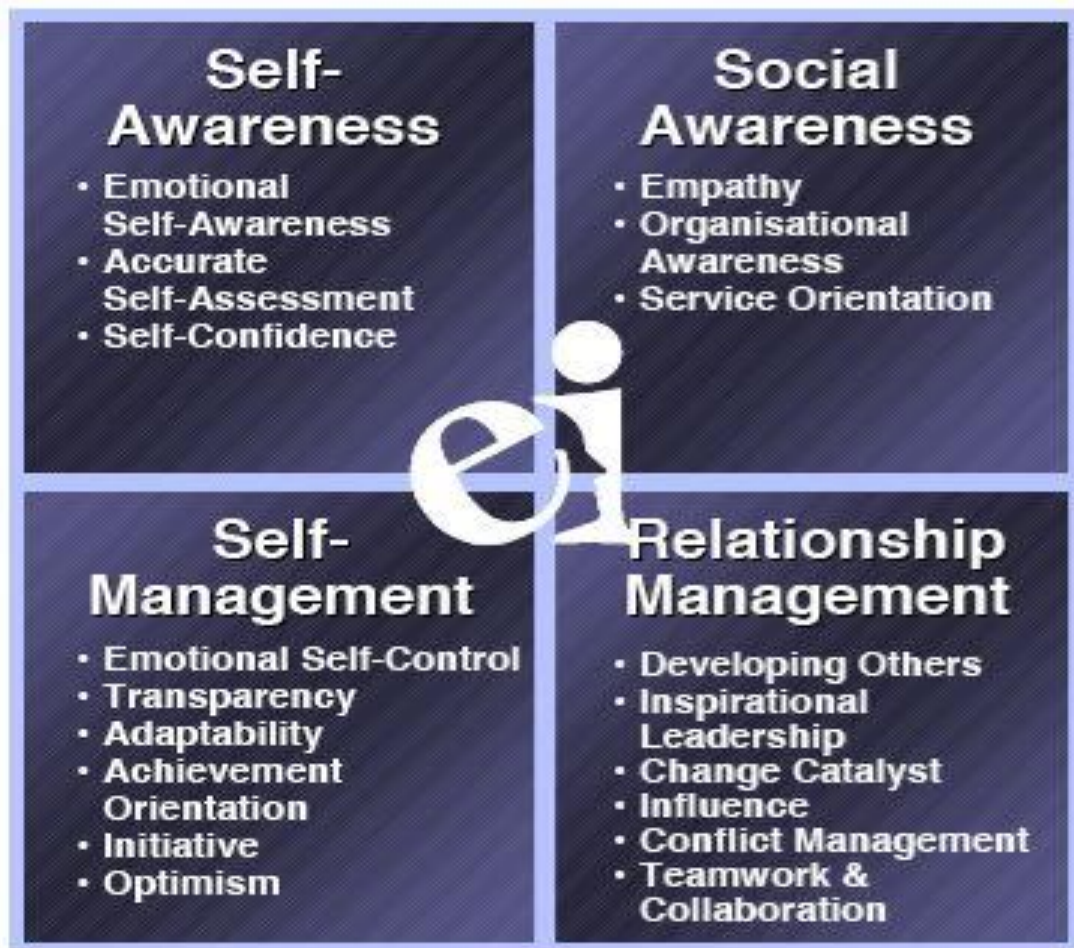 Self-
Awareness
• Emotional
Self-Awareness
• Accurate
Self-Assessment
• Self-Confidence
Social
Awareness
• Empathy
• Organisational
Awareness
• Service Orientation
ei
Self-
Management
• Emotional Self-Control
• Transparency
• Adaptability
• Achievement
Orientation
• Initiative
• Optimism
Relationship
Management
• Developing Others
• Inspirational
Leadership
• Change Catalyst
• Influence
• Conflict Management
• Teamwork &
Collaboration